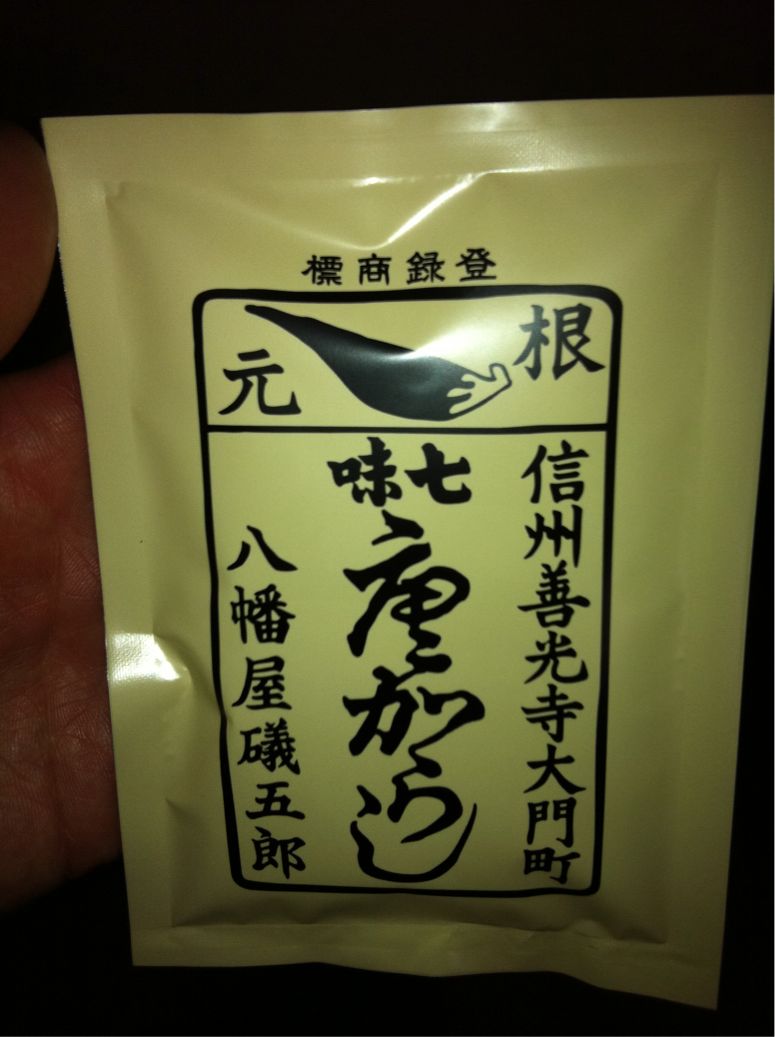 登録商標
根元
信州善光寺大門町
七味
唐加らし
八幡屋礒五郎